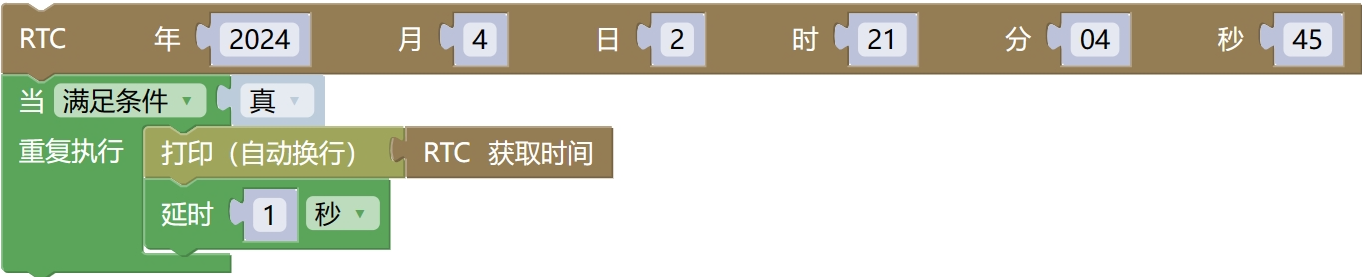 RTC 年 2024 月 4 日 2 时 21 分 04 秒 45
当 满足条件 真
重复执行 打印（自动换行） RTC 获取时间
延时 1 秒